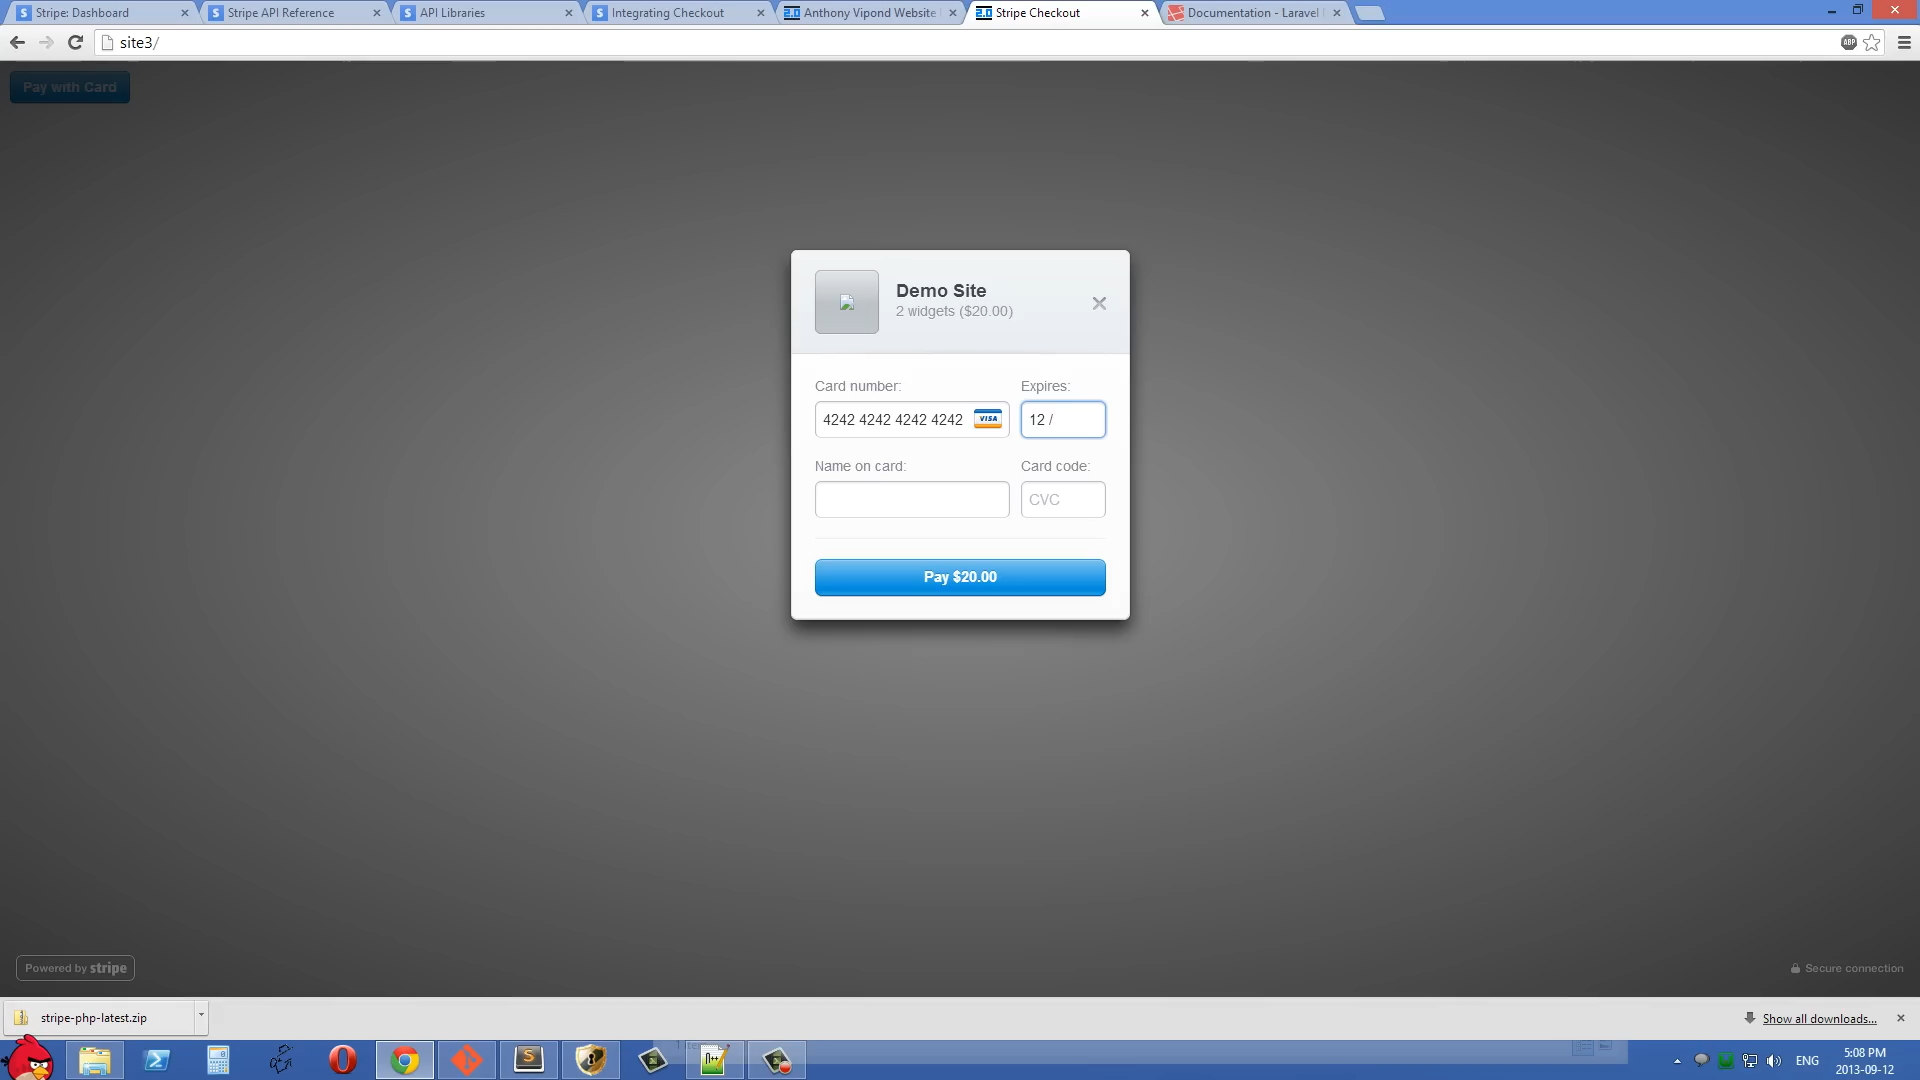 Stripe: Dashboard
Stripe API Reference
API Libraries
Integrating Checkout
Anthony Vipond Website
Stripe Checkout
Documentation - Laravel
site3/
ABP
Pay with Card
Demo Site
2 widgets ($20.00)
Card number:
Expires:
4242 4242 4242 4242
VISA
12 /
Name on card:
Card code:
CVC
Pay $20.00
Powered by stripe
Secure connection
stripe-php-latest.zip
Show all downloads...
ENG
5:08 PM
2013-09-12